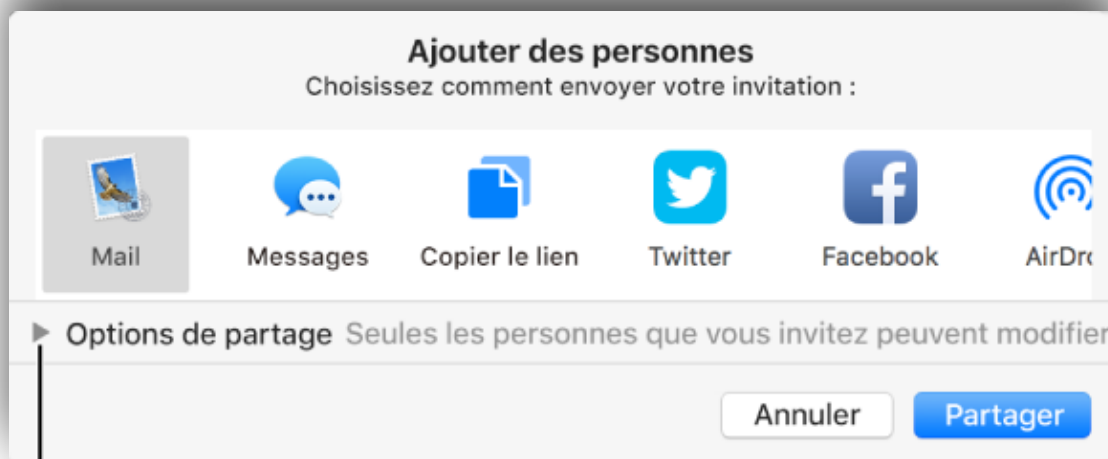 Ajouter des personnes
Choisissez comment envoyer votre invitation :
Mail Messages Copier le lien Twitter Facebook AirDro
Options de partage Seules les personnes que vous invitez peuvent modifier
Annuler Partager